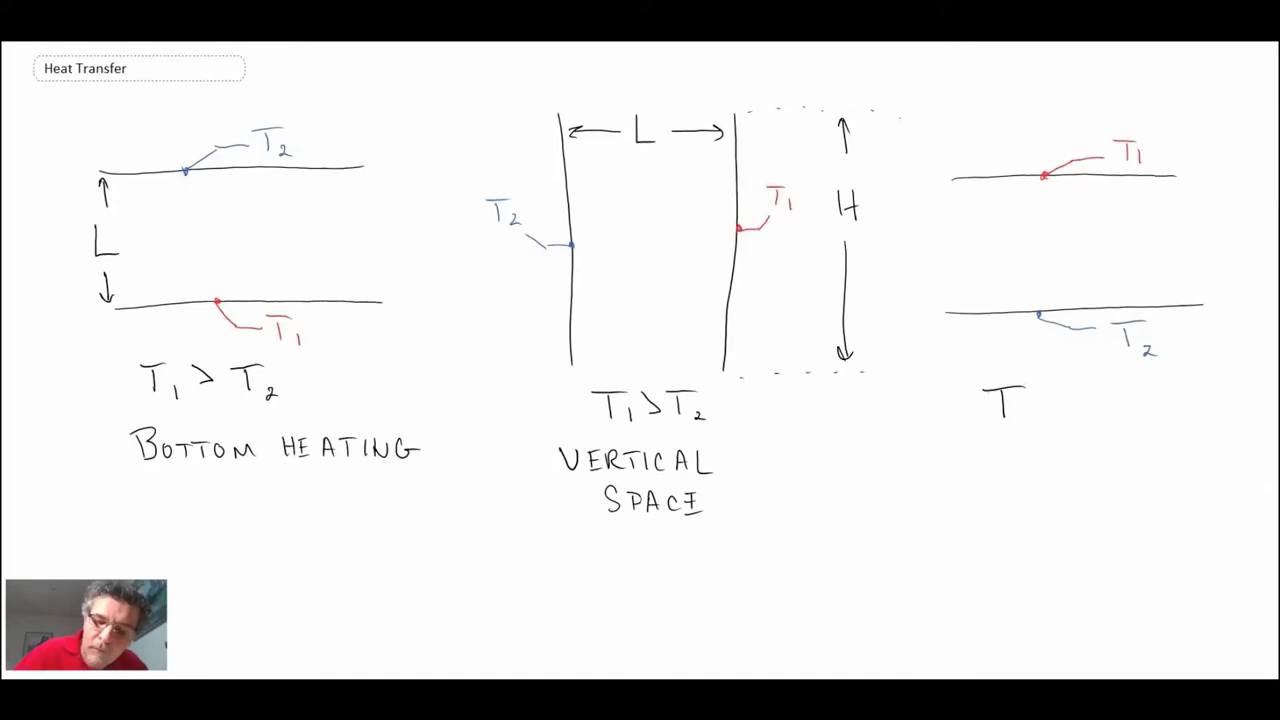 Heat Transfer
T2
L
T1
T1 > T2
BOTTOM HEATING
L
H
T2
T1
T1 > T2
VERTICAL
SPACE
T1
T2
T